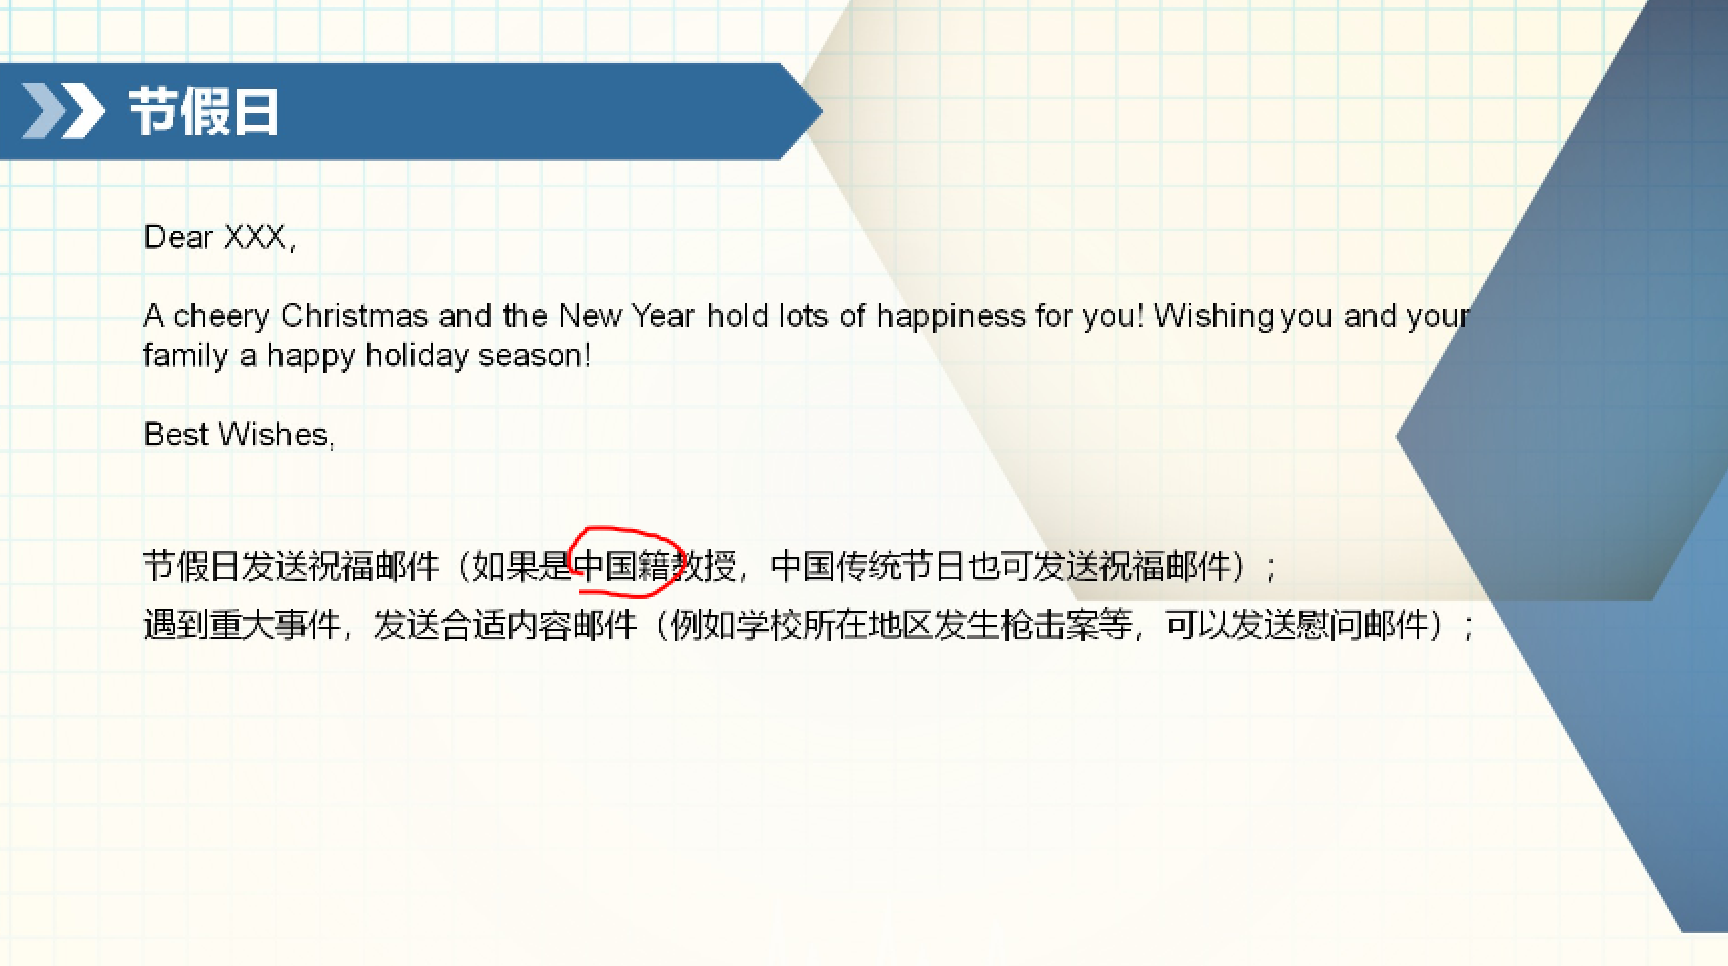 节假日
Dear XXX,
A cheery Christmas and the New Year hold lots of happiness for you! Wishing you and your
family a happy holiday season!
Best Wishes,
节假日发送祝福邮件（如果是中国籍教授，中国传统节日也可发送祝福邮件）；
遇到重大事件，发送合适内容邮件（例如学校所在地区发生枪击案等，可以发送慰问邮件）；